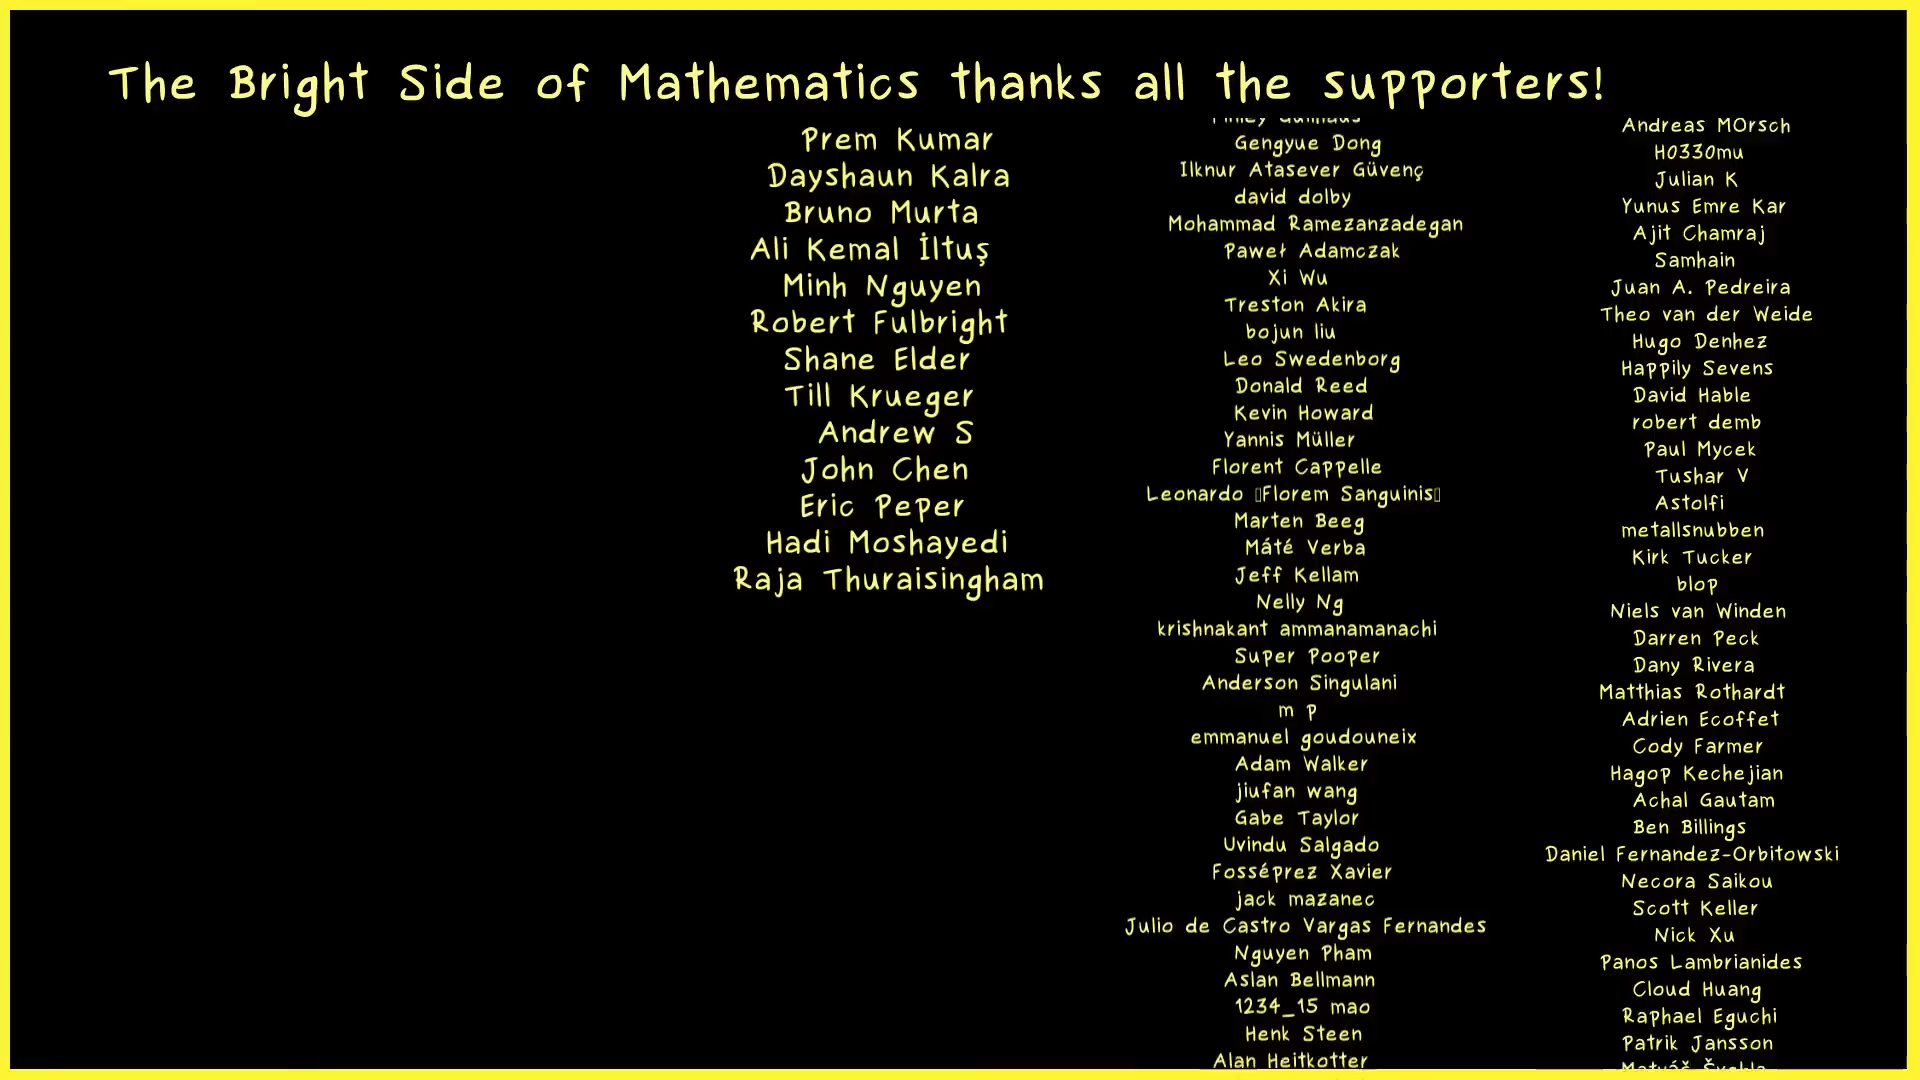 The Bright Side of Mathematics thanks all the supporters!
Prem Kumar
Dayshaun Kalra
Bruno Murta
Ali Kemal İltuş
Minh Nguyen
Robert Fulbright
Shane Elder
Till Krueger
Andrew S
John Chen
Eric Peper
Hadi Moshayedi
Raja Thuraisingham
Gengyue Dong
Ilknur Atasever Güvenç
david dolby
Mohammad Ramezanzadegan
Paweł Adamczak
Xi Wu
Treston Akira
bojun liu
Leo Swedenborg
Donald Reed
Kevin Howard
Yannis Müller
Florent Cappelle
Leonardo Florem Sanguinis
Marten Beeg
Máté Verba
Jeff Kellam
Nelly Ng
krishnakant ammanamanachi
Super Pooper
Anderson Singulani
m p
emmanuel goudouneix
Adam Walker
jiufan wang
Gabe Taylor
Uvindu Salgado
Fosséprez Xavier
jack mazanec
Julio de Castro Vargas Fernandes
Nguyen Pham
Aslan Bellmann
1234_15 mao
Henk Steen
Alan Heitkotter
Andreas MOrsch
H0330mu
Julian K
Yunus Emre Kar
Ajit Chamraj
Samhain
Juan A. Pedreira
Theo van der Weide
Hugo Denhez
Happily Sevens
David Hable
robert demb
Paul Mycek
Tushar V
Astolfi
metallsnubben
Kirk Tucker
blop
Niels van Winden
Darren Peck
Dany Rivera
Matthias Rothardt
Adrien Ecoffet
Cody Farmer
Hagop Kechejian
Achal Gautam
Ben Billings
Daniel Fernandez-Orbitowski
Necora Saikou
Scott Keller
Nick Xu
Panos Lambrianides
Cloud Huang
Raphael Eguchi
Patrik Jansson